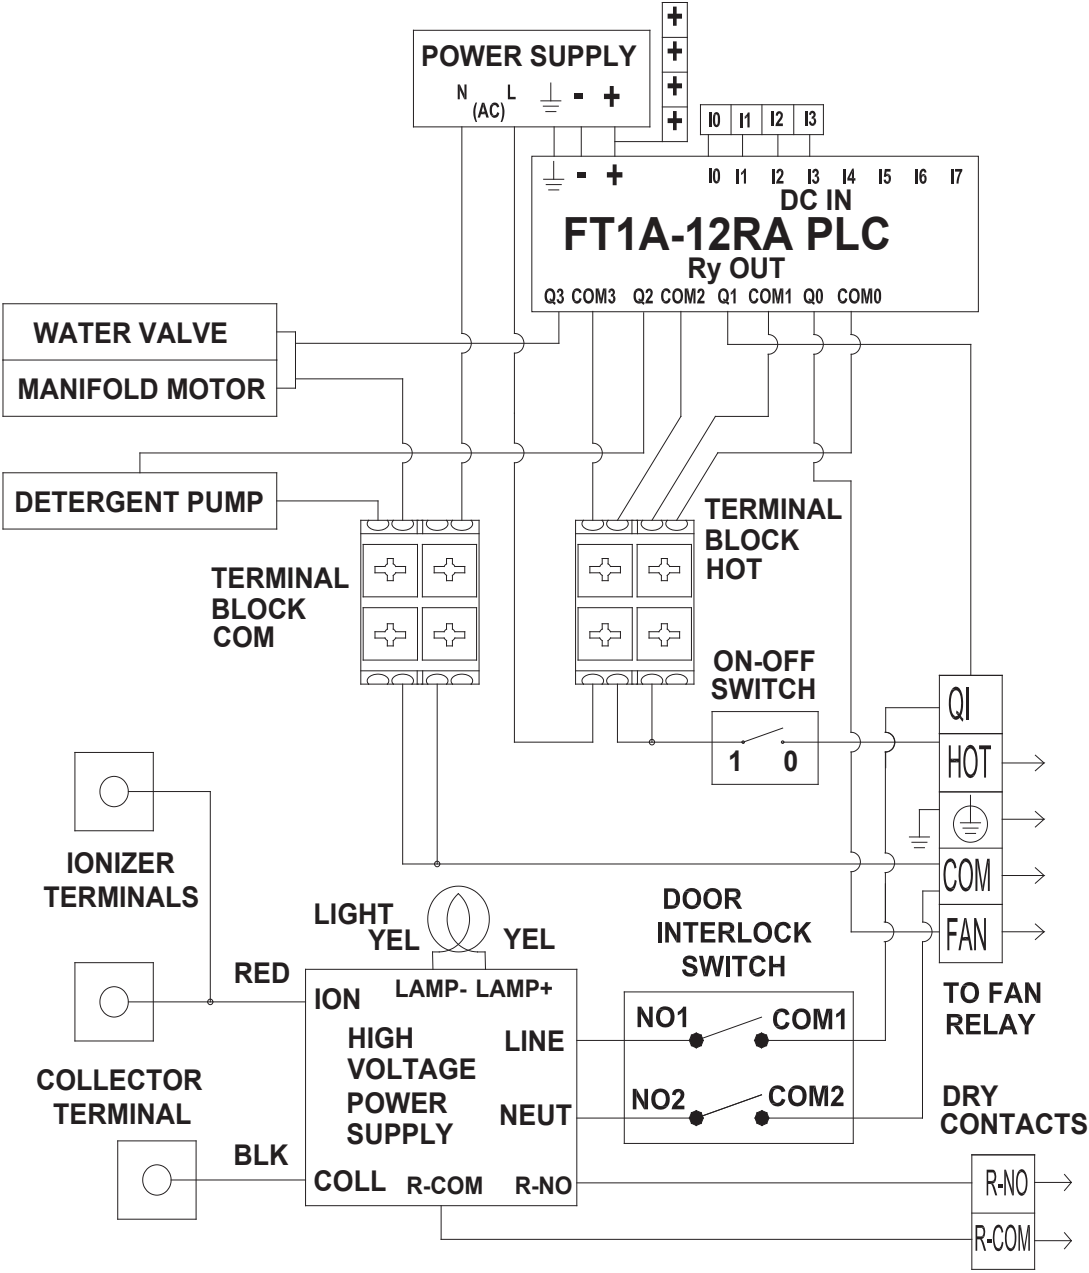 +
+
+
+
POWER SUPPLY
N L - +
(AC)
I0 I1 I2 I3
- + I0 I1 I2 I3 I4 I5 I6 I7
DC IN
FT1A-12RA PLC
Ry OUT
Q3 COM3 Q2 COM2 Q1 COM1 Q0 COM0
WATER VALVE
MANIFOLD MOTOR
DETERGENT PUMP
TERMINAL
BLOCK
HOT
TERMINAL
BLOCK
COM
ON-OFF
SWITCH
1 0
QI
HOT
COM
FAN
TO FAN
RELAY
IONIZER
TERMINALS
LIGHT
YEL YEL
DOOR
INTERLOCK
SWITCH
RED
ION
LAMP- LAMP+
HIGH
VOLTAGE
POWER
SUPPLY
LINE
NEUT
NO1 COM1
NO2 COM2
COLLECTOR
TERMINAL
BLK
COLL R-COM R-NO
DRY
CONTACTS
R-NO
R-COM